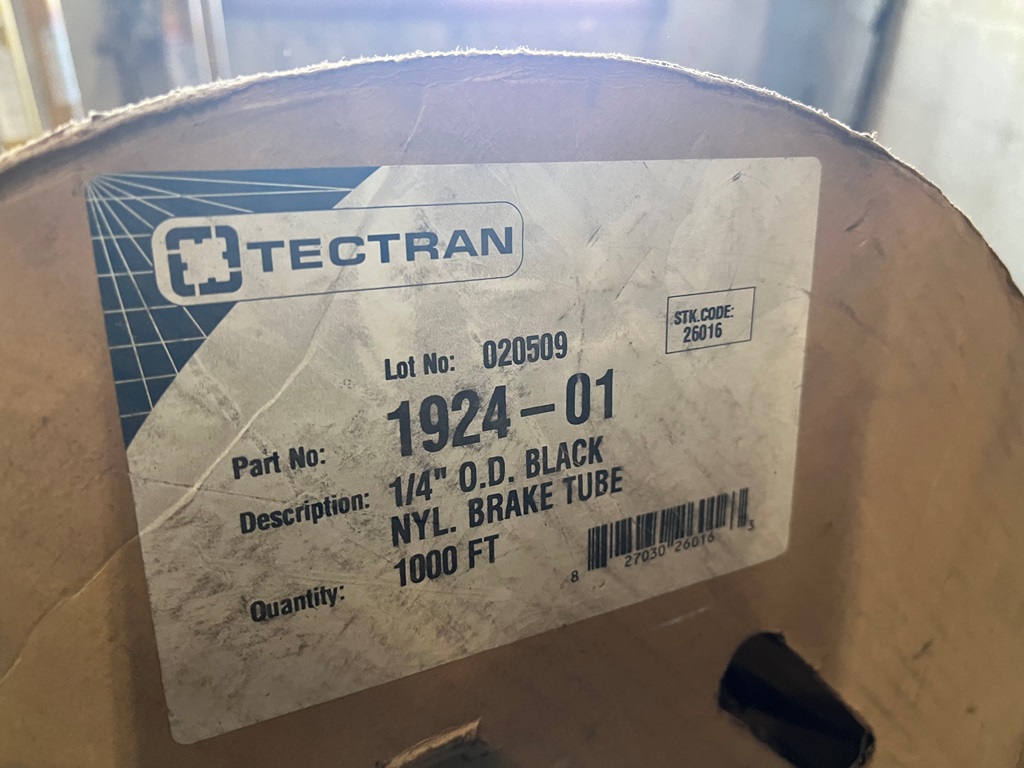 TECTRAN
STK.CODE:
26016
Lot No: 020509
Part No: 1924-01
Description: 1/4" O.D. BLACK
NYL. BRAKE TUBE
Quantity: 1000 FT
8 27030 26016 3